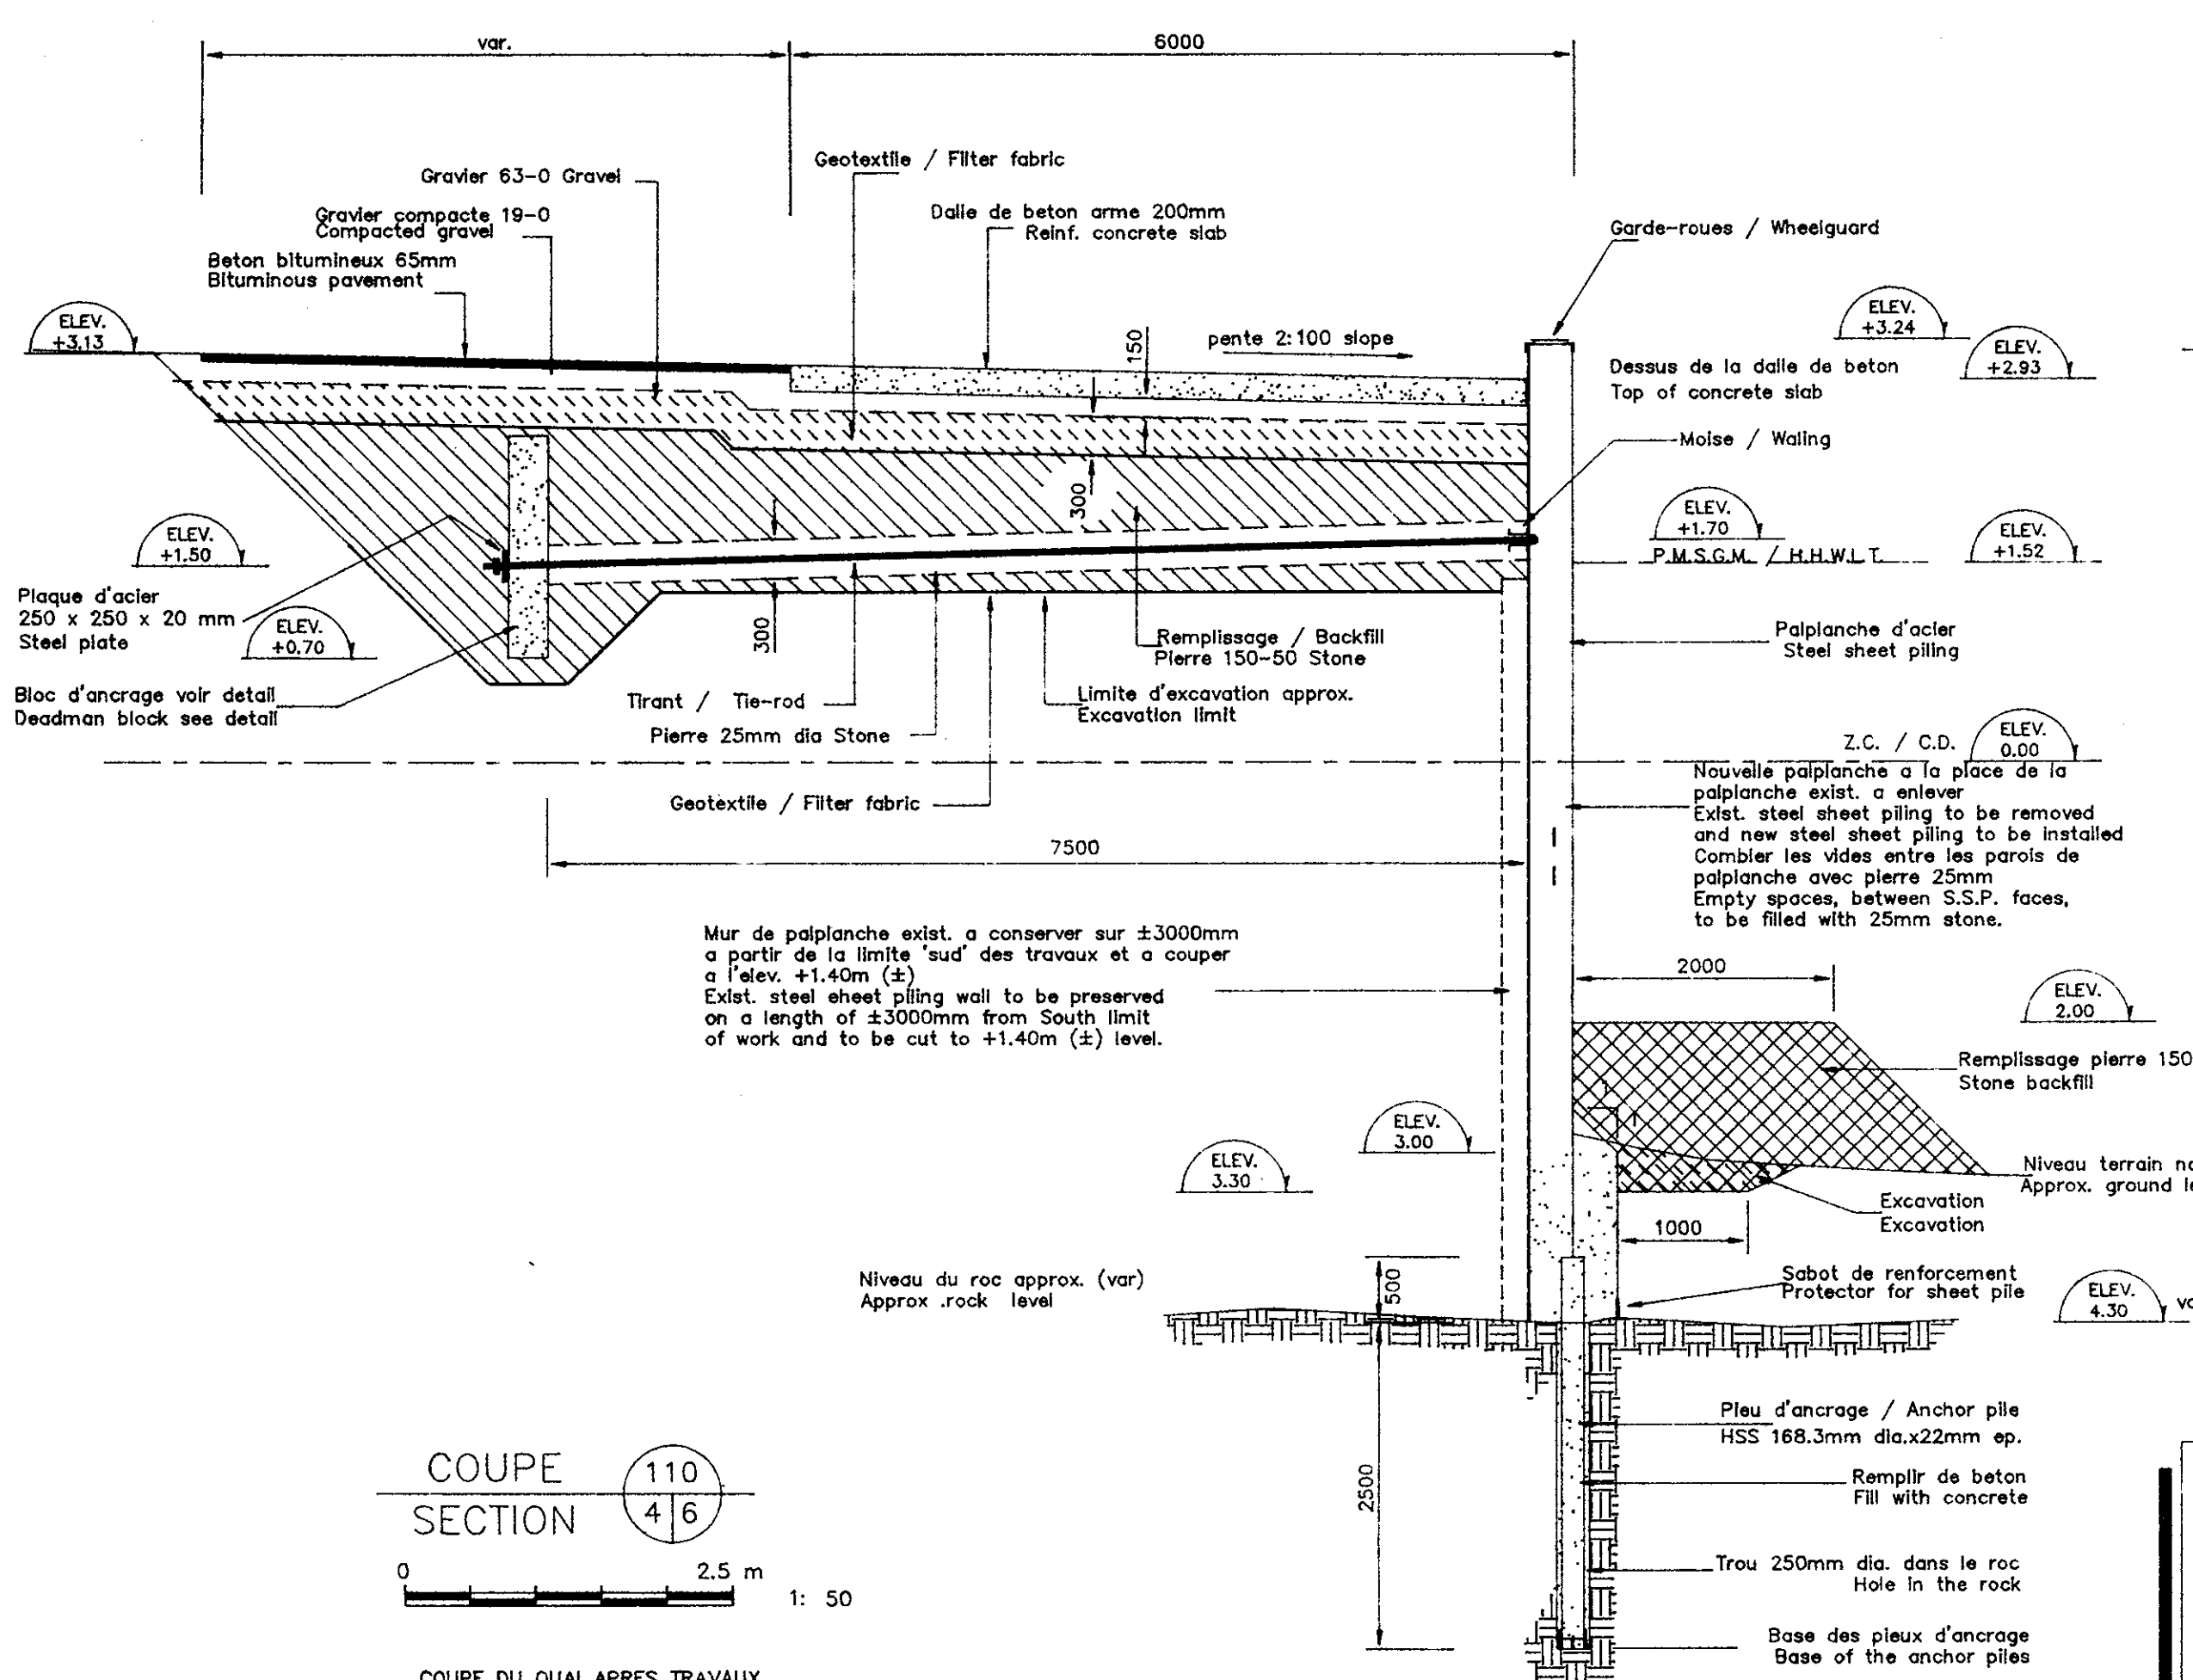 var.
6000
Geotextile / Filter fabric
Gravier 63-0 Gravel
Gravier compacte 19-0
Compacted gravel
Dalle de beton arme 200mm
Reinf. concrete slab
Beton bitumineux 65mm
Bituminous pavement
Garde-roues / Wheelguard
ELEV.
+3.13
150
pente 2:100 slope
ELEV.
+3.24
ELEV.
+2.93
Dessus de la dalle de beton
Top of concrete slab
Moise / Waling
300
ELEV.
+1.50
ELEV.
+1.70
P.M.S.G.M. / H.H.W.L.T.
ELEV.
+1.52
Plaque d'acier
250 x 250 x 20 mm
Steel plate
ELEV.
+0.70
300
Remplissage / Backfill
Pierre 150-50 Stone
Palplanche d'acier
Steel sheet piling
Bloc d'ancrage voir detail
Deadman block see detail
Tirant / Tie-rod
Limite d'excavation approx.
Excavation limit
Pierre 25mm dia Stone
Z.C. / C.D.
ELEV.
0.00
Geotextile / Filter fabric
Nouvelle palplanche a la place de la
palplanche exist. a enlever
Exist. steel sheet piling to be removed
and new steel sheet piling to be installed
Combler les vides entre les parois de
palplanche avec pierre 25mm
Empty spaces, between S.S.P. faces,
to be filled with 25mm stone.
7500
Mur de palplanche exist. a conserver sur ±3000mm
a partir de la limite 'sud' des travaux et a couper
a l'elev. +1.40m (±)
Exist. steel eheet piling wall to be preserved
on a length of ±3000mm from South limit
of work and to be cut to +1.40m (±) level.
2000
ELEV.
2.00
Remplissage pierre 150
Stone backfill
ELEV.
3.00
ELEV.
3.30
Niveau terrain na
Approx. ground le
Excavation
Excavation
1000
500
Niveau du roc approx. (var)
Approx .rock level
Sabot de renforcement
Protector for sheet pile
ELEV.
4.30
va
Pieu d'ancrage / Anchor pile
HSS 168.3mm dia.x22mm ep.
2500
Remplir de beton
Fill with concrete
Trou 250mm dia. dans le roc
Hole in the rock
Base des pieux d'ancrage
Base of the anchor piles
COUPE
SECTION
110
4 6
0 2.5 m
1: 50
COUPE DU QUAI APRES TRAVAUX